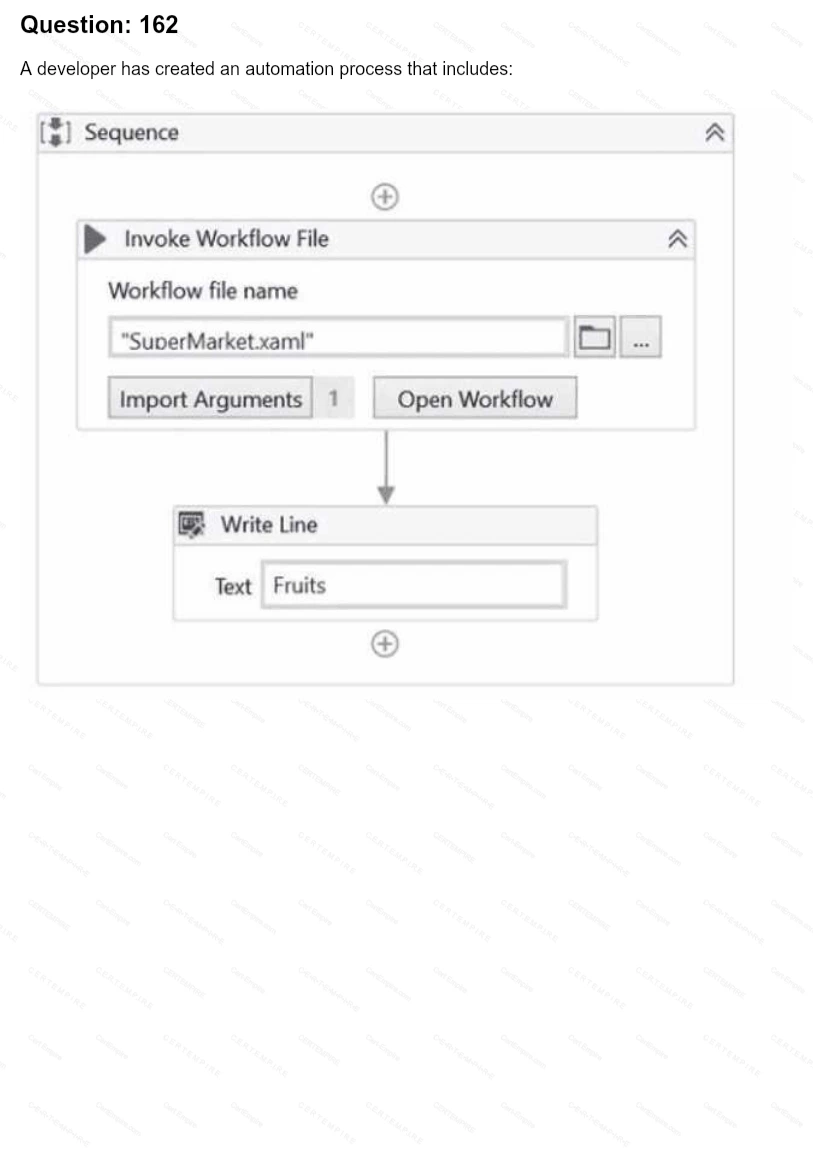 Question: 162
A developer has created an automation process that includes:
Sequence
Invoke Workflow File
Workflow file name
"SuperMarket.xaml"
...
Import Arguments 1 Open Workflow
Write Line
Text Fruits